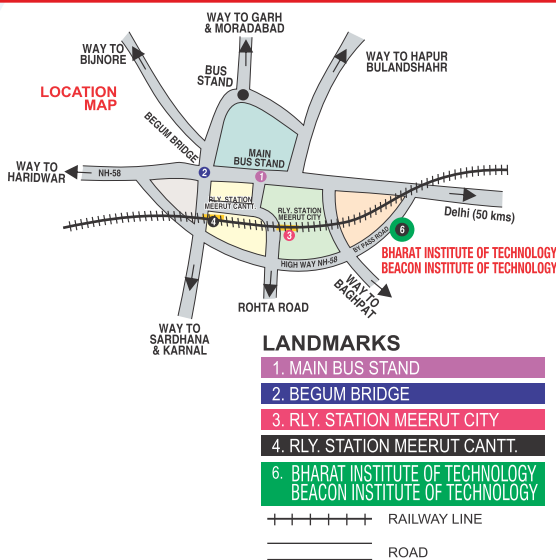 WAY TO GARH
& MORADABAD
WAY TO
BIJNORE
WAY TO HAPUR
BULANDSHAHR
BUS
STAND
LOCATION
MAP
BEGUM BRIDGE
MAIN
BUS STAND
WAY TO
HARIDWAR
NH-58
2
1
RLY. STATION
MEERUT CANTT.
4
RLY. STATION
MEERUT CITY
3
Delhi (50 kms)
6
BY PASS ROAD
BHARAT INSTITUTE OF TECHNOLOGY
BEACON INSTITUTE OF TECHNOLOGY
HIGH WAY NH-58
WAY TO
BAGHPAT
ROHTA ROAD
WAY TO
SARDHANA
& KARNAL
LANDMARKS
1. MAIN BUS STAND
2. BEGUM BRIDGE
3. RLY. STATION MEERUT CITY
4. RLY. STATION MEERUT CANTT.
6. BHARAT INSTITUTE OF TECHNOLOGY
BEACON INSTITUTE OF TECHNOLOGY
RAILWAY LINE
ROAD